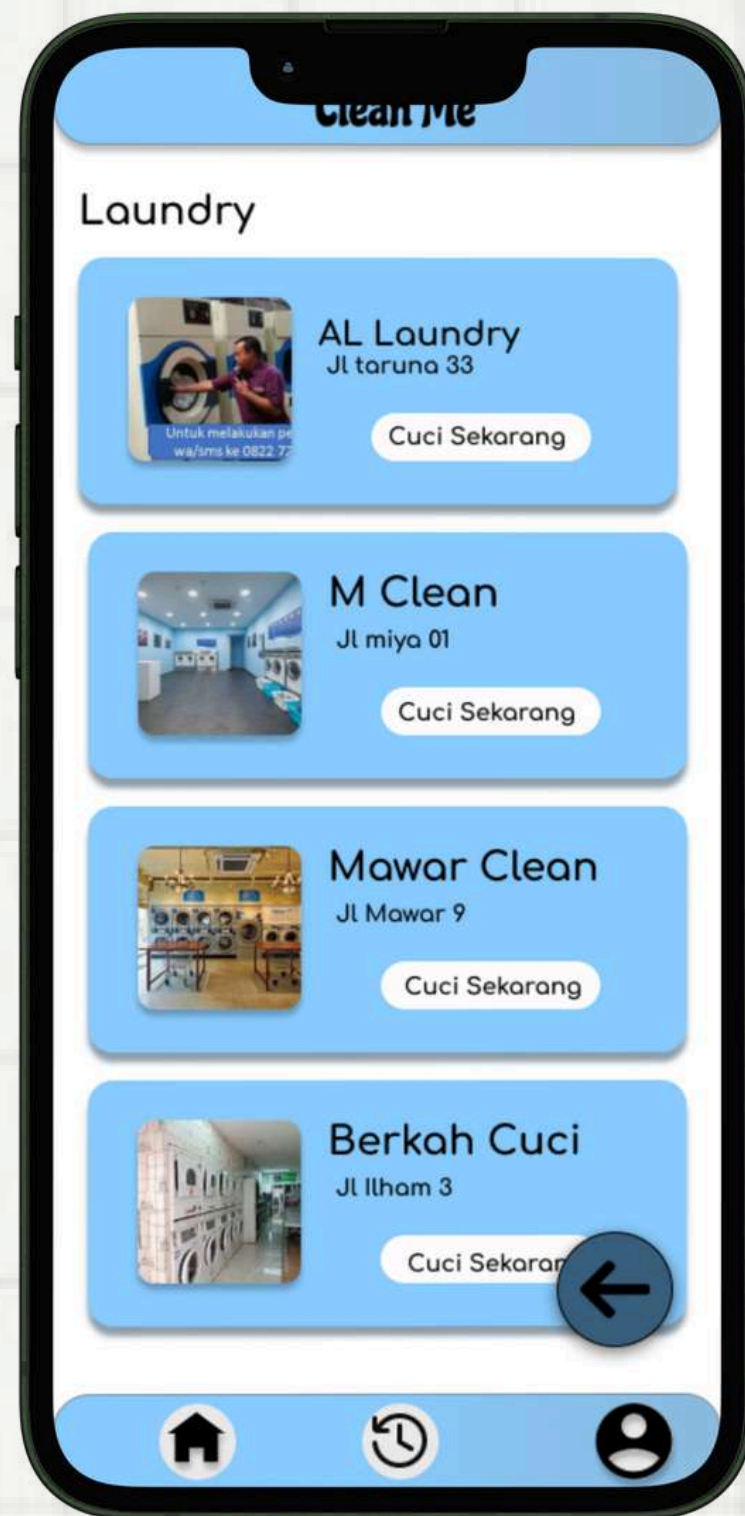 Clean Me
Laundry
AL Laundry
Jl taruna 33
Untuk melakukan pe
wa/sms ke 0822 72
Cuci Sekarang
M Clean
Jl miya 01
Cuci Sekarang
Mawar Clean
Jl Mawar 9
Cuci Sekarang
Berkah Cuci
Jl Ilham 3
Cuci Sekaran